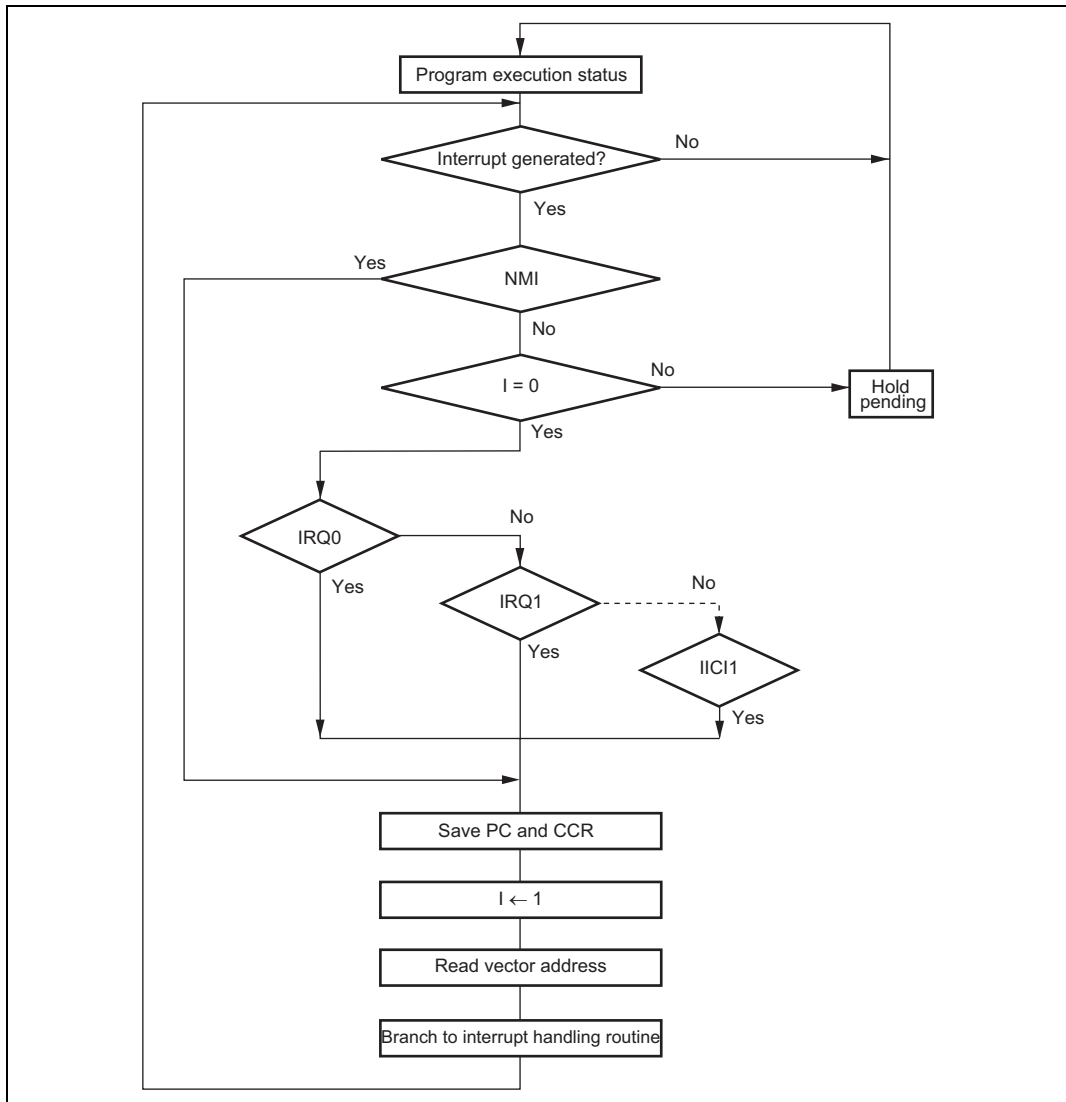 Program execution status
Interrupt generated?
No
Yes
Yes
NMI
No
I = 0
No
Hold
pending
Yes
IRQ0
No
Yes
IRQ1
No
Yes
IICI1
Yes
Save PC and CCR
I ← 1
Read vector address
Branch to interrupt handling routine